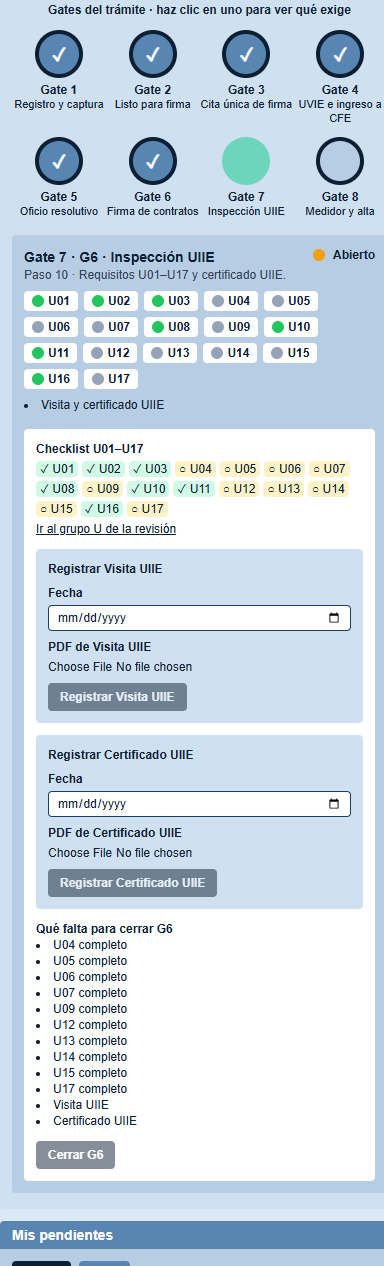 Gates del trámite · haz clic en uno para ver qué exige
✓ ✓ ✓ ✓
Gate 1 Gate 2 Gate 3 Gate 4
Registro y captura Listo para firma Cita única de firma UVIE e ingreso a
CFE
✓ ✓
Gate 5 Gate 6 Gate 7 Gate 8
Oficio resolutivo Firma de contratos Inspección UIIE Medidor y alta
Gate 7 · G6 · Inspección UIIE Abierto
Paso 10 · Requisitos U01–U17 y certificado UIIE.
U01 U02 U03 U04 U05
U06 U07 U08 U09 U10
U11 U12 U13 U14 U15
U16 U17
• Visita y certificado UIIE
Checklist U01–U17
✓ U01 ✓ U02 ✓ U03 ○ U04 ○ U05 ○ U06 ○ U07
✓ U08 ○ U09 ✓ U10 ✓ U11 ○ U12 ○ U13 ○ U14
○ U15 ✓ U16 ○ U17
Ir al grupo U de la revisión
Registrar Visita UIIE
Fecha
mm/dd/yyyy
PDF de Visita UIIE
Choose File No file chosen
Registrar Visita UIIE
Registrar Certificado UIIE
Fecha
mm/dd/yyyy
PDF de Certificado UIIE
Choose File No file chosen
Registrar Certificado UIIE
Qué falta para cerrar G6
• U04 completo
• U05 completo
• U06 completo
• U07 completo
• U09 completo
• U12 completo
• U13 completo
• U14 completo
• U15 completo
• U17 completo
• Visita UIIE
• Certificado UIIE
Cerrar G6
Mis pendientes